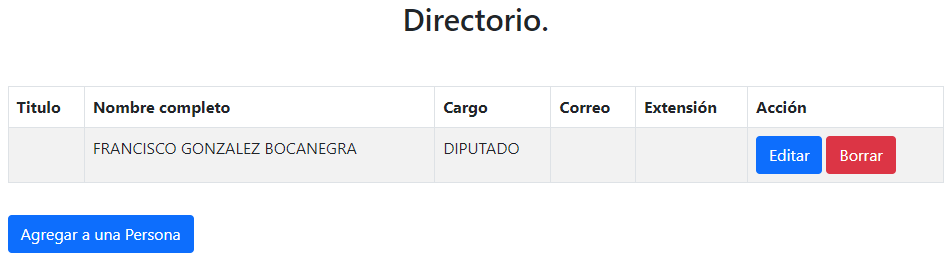 Directorio.
Titulo Nombre completo Cargo Correo Extensión Acción
FRANCISCO GONZALEZ BOCANEGRA DIPUTADO Editar Borrar
Agregar a una Persona